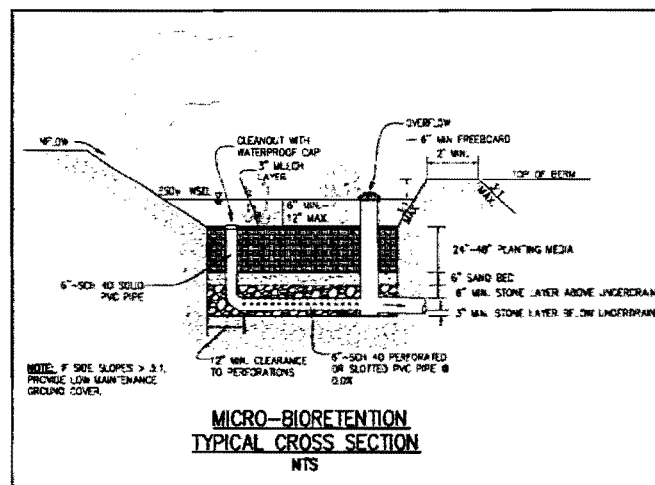 INFLOW
CLEANOUT WITH
WATERPROOF CAP
3" MULCH
LAYER
OVERFLOW
6" MIN FREEBOARD
2' MIN.
TOP OF BERM
WSEL
6" MIN.
12" MAX.
MAX
MAX
24"-48" PLANTING MEDIA
6"-SCH 40 SOLID
PVC PIPE
6" SAND BED
6" MIN. STONE LAYER ABOVE UNDERDRAIN
3" MIN. STONE LAYER BELOW UNDERDRAIN
12" MIN. CLEARANCE
TO PERFORATIONS
6"-SCH 40 PERFORATED
OR SLOTTED PVC PIPE @
0.0%
NOTE: IF SIDE SLOPES > 3:1,
PROVIDE LOW MAINTENANCE
GROUND COVER.
MICRO-BIORETENTION
TYPICAL CROSS SECTION
NTS